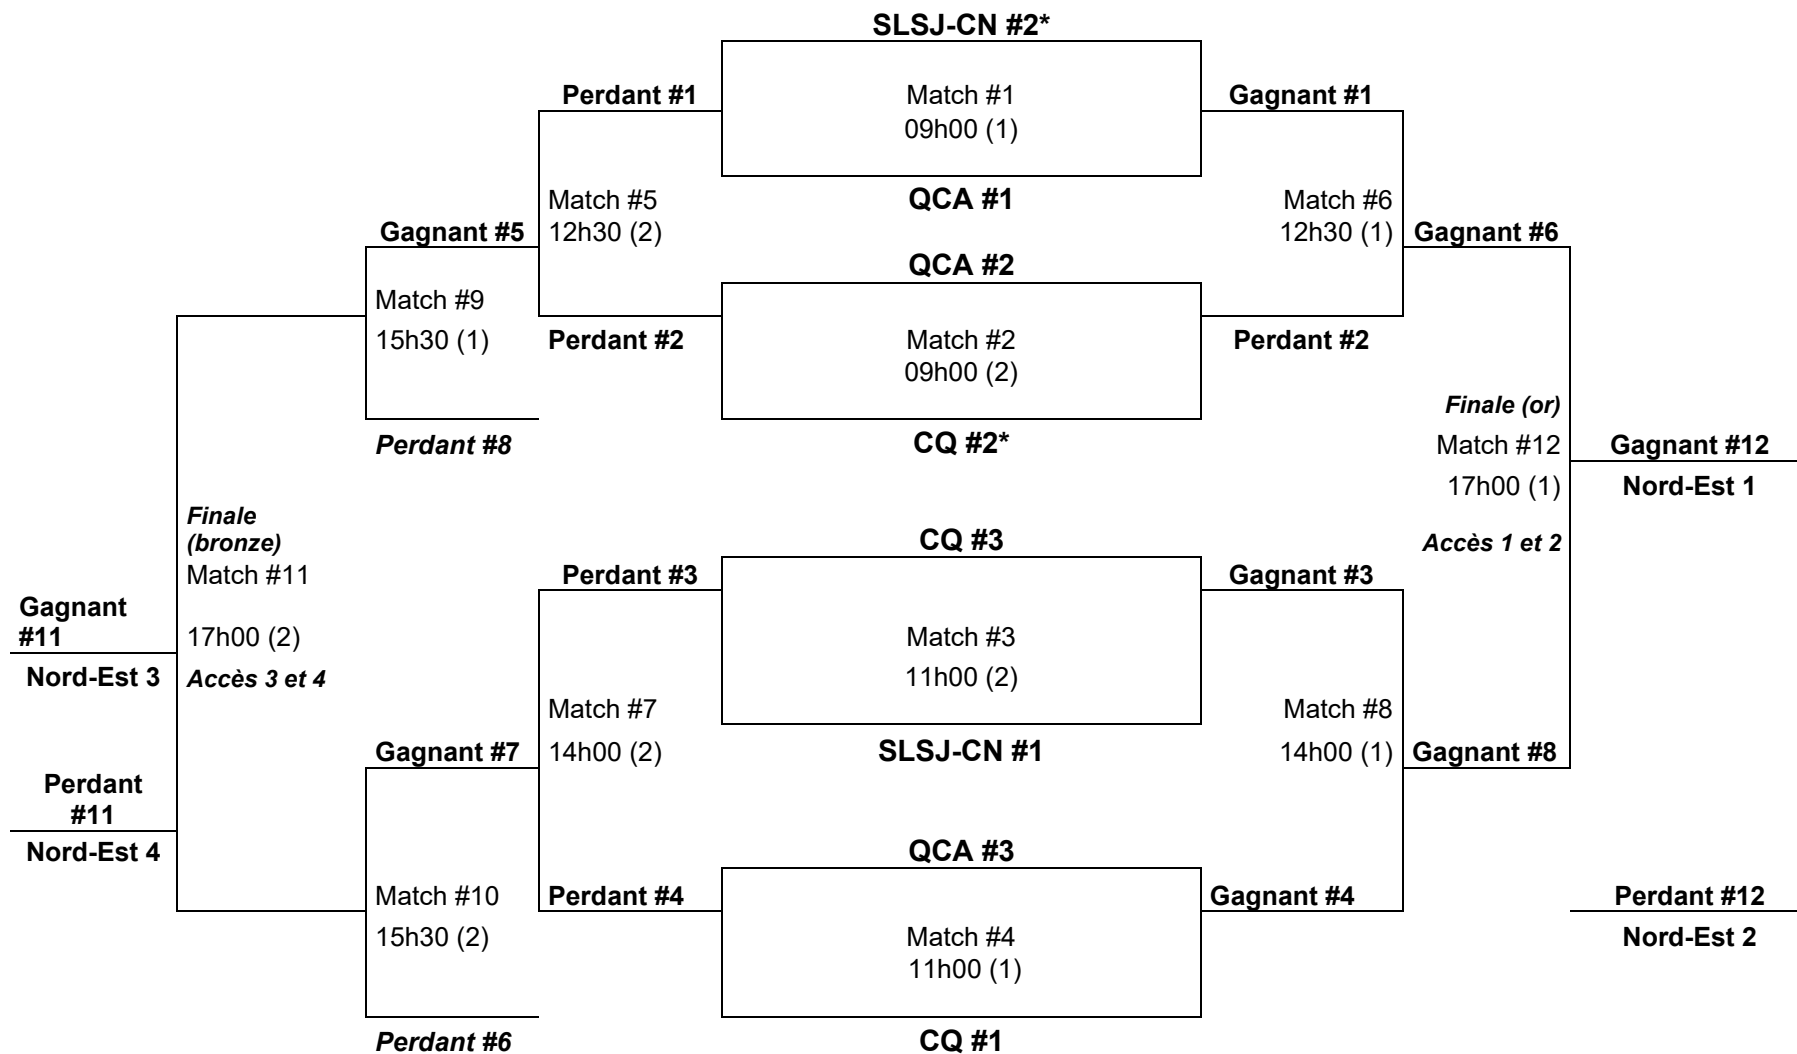 SLSJ-CN #2*
Perdant #1
Match #1
Gagnant #1
09h00 (1)
Match #5
QCA #1
Match #6
Gagnant #5
12h30 (2)
12h30 (1)
Gagnant #6
QCA #2
Match #9
15h30 (1)
Perdant #2
Match #2
Perdant #2
09h00 (2)
Finale (or)
Perdant #8
CQ #2*
Match #12
Gagnant #12
17h00 (1)
Nord-Est 1
Finale
(bronze)
CQ #3
Accès 1 et 2
Match #11
Perdant #3
Gagnant #3
Gagnant
#11
17h00 (2)
Match #3
Nord-Est 3
Accès 3 et 4
11h00 (2)
Match #7
Match #8
Gagnant #7
14h00 (2)
SLSJ-CN #1
14h00 (1)
Gagnant #8
Perdant
#11
Nord-Est 4
QCA #3
Match #10
Perdant #4
Gagnant #4
Perdant #12
15h30 (2)
Match #4
Nord-Est 2
11h00 (1)
Perdant #6
CQ #1